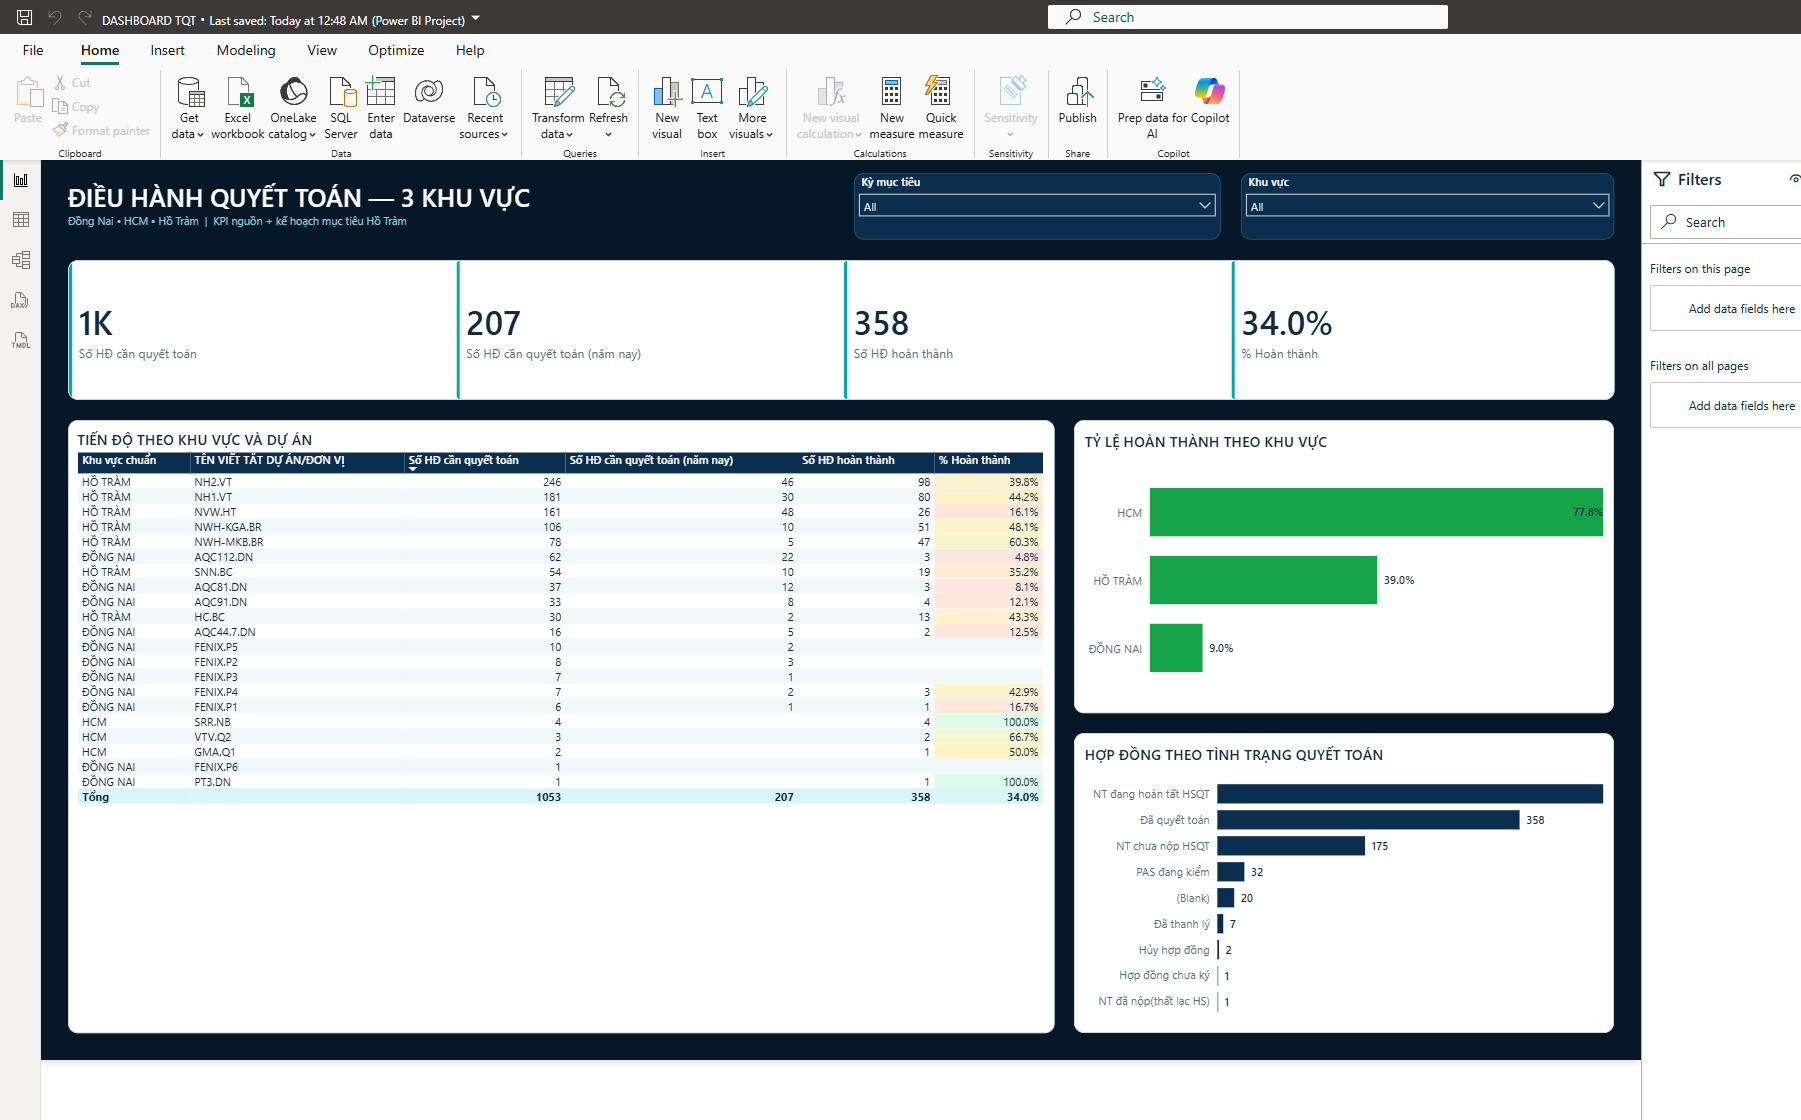 DASHBOARD TQT • Last saved: Today at 12:48 AM (Power BI Project)
Search
File Home Insert Modeling View Optimize Help
Paste
Cut
Copy
Format painter
Clipboard
Get data
Excel workbook
OneLake catalog
SQL Server
Enter data
Dataverse
Recent sources
Data
Transform data
Refresh
Queries
New visual
Text box
More visuals
Insert
New visual calculation
New measure
Quick measure
Calculations
Sensitivity
Sensitivity
Publish
Share
Prep data for AI
Copilot
Copilot
DAX
TMDL
ĐIỀU HÀNH QUYẾT TOÁN — 3 KHU VỰC
Đồng Nai • HCM • Hồ Tràm | KPI nguồn + kế hoạch mục tiêu Hồ Tràm
Kỳ mục tiêu
All
Khu vực
All
1K
Số HĐ cần quyết toán
207
Số HĐ cần quyết toán (năm nay)
358
Số HĐ hoàn thành
34.0%
% Hoàn thành
TIẾN ĐỘ THEO KHU VỰC VÀ DỰ ÁN
Khu vực chuẩn TÊN VIẾT TẮT DỰ ÁN/ĐƠN VỊ Số HĐ cần quyết toán Số HĐ cần quyết toán (năm nay) Số HĐ hoàn thành % Hoàn thành
HỒ TRÀM NH2.VT 246 46 98 39.8%
HỒ TRÀM NH1.VT 181 30 80 44.2%
HỒ TRÀM NVW.HT 161 48 26 16.1%
HỒ TRÀM NWH-KGA.BR 106 10 51 48.1%
HỒ TRÀM NWH-MKB.BR 78 5 47 60.3%
ĐỒNG NAI AQC112.DN 62 22 3 4.8%
HỒ TRÀM SNN.BC 54 10 19 35.2%
ĐỒNG NAI AQC81.DN 37 12 3 8.1%
ĐỒNG NAI AQC91.DN 33 8 4 12.1%
HỒ TRÀM HC.BC 30 2 13 43.3%
ĐỒNG NAI AQC44.7.DN 16 5 2 12.5%
ĐỒNG NAI FENIX.P5 10 2
ĐỒNG NAI FENIX.P2 8 3
ĐỒNG NAI FENIX.P3 7 1
ĐỒNG NAI FENIX.P4 7 2 3 42.9%
ĐỒNG NAI FENIX.P1 6 1 1 16.7%
HCM SRR.NB 4 4 100.0%
HCM VTV.Q2 3 2 66.7%
HCM GMA.Q1 2 1 50.0%
ĐỒNG NAI FENIX.P6 1
ĐỒNG NAI PT3.DN 1 1 100.0%
Tổng 1053 207 358 34.0%
TỶ LỆ HOÀN THÀNH THEO KHU VỰC
HCM 77.8%
HỒ TRÀM 39.0%
ĐỒNG NAI 9.0%
HỢP ĐỒNG THEO TÌNH TRẠNG QUYẾT TOÁN
NT đang hoàn tất HSQT
Đã quyết toán 358
NT chưa nộp HSQT 175
PAS đang kiểm 32
(Blank) 20
Đã thanh lý 7
Hủy hợp đồng 2
Hợp đồng chưa ký 1
NT đã nộp(thất lạc HS) 1
Filters
Search
Filters on this page
Add data fields here
Filters on all pages
Add data fields here